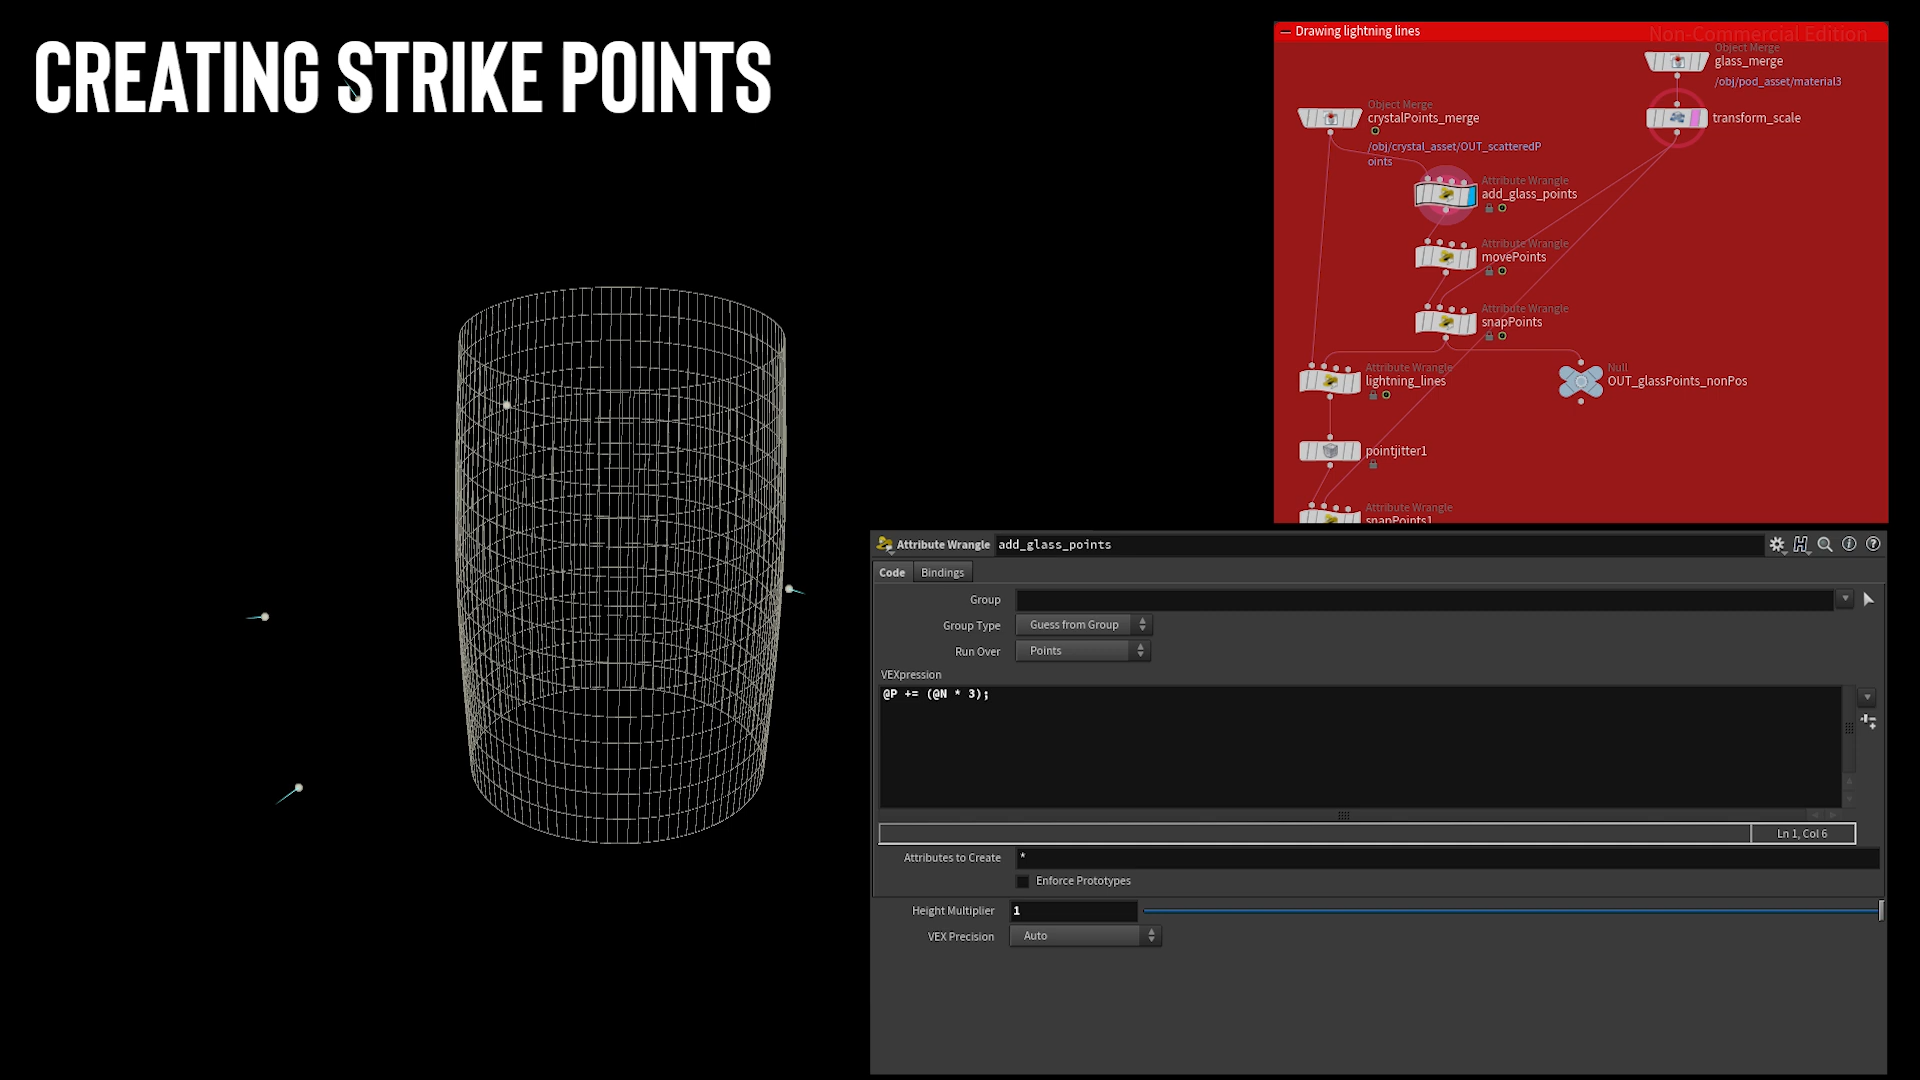 CREATING STRIKE POINTS
Drawing lightning lines
Non-Commercial Edition
Object Merge
glass_merge
/obj/pod_asset/material3
Object Merge
crystalPoints_merge
/obj/crystal_asset/OUT_scatteredP
oints
transform_scale
Attribute Wrangle
add_glass_points
Attribute Wrangle
movePoints
Attribute Wrangle
snapPoints
Attribute Wrangle
lightning_lines
Null
OUT_glassPoints_nonPos
pointjitter1
Attribute Wrangle
snapPoints1
Attribute Wrangle add_glass_points
Code Bindings
Group
Group Type Guess from Group
Run Over Points
VEXpression
@P += (@N * 3);
Ln 1, Col 6
Attributes to Create *
Enforce Prototypes
Height Multiplier 1
VEX Precision Auto